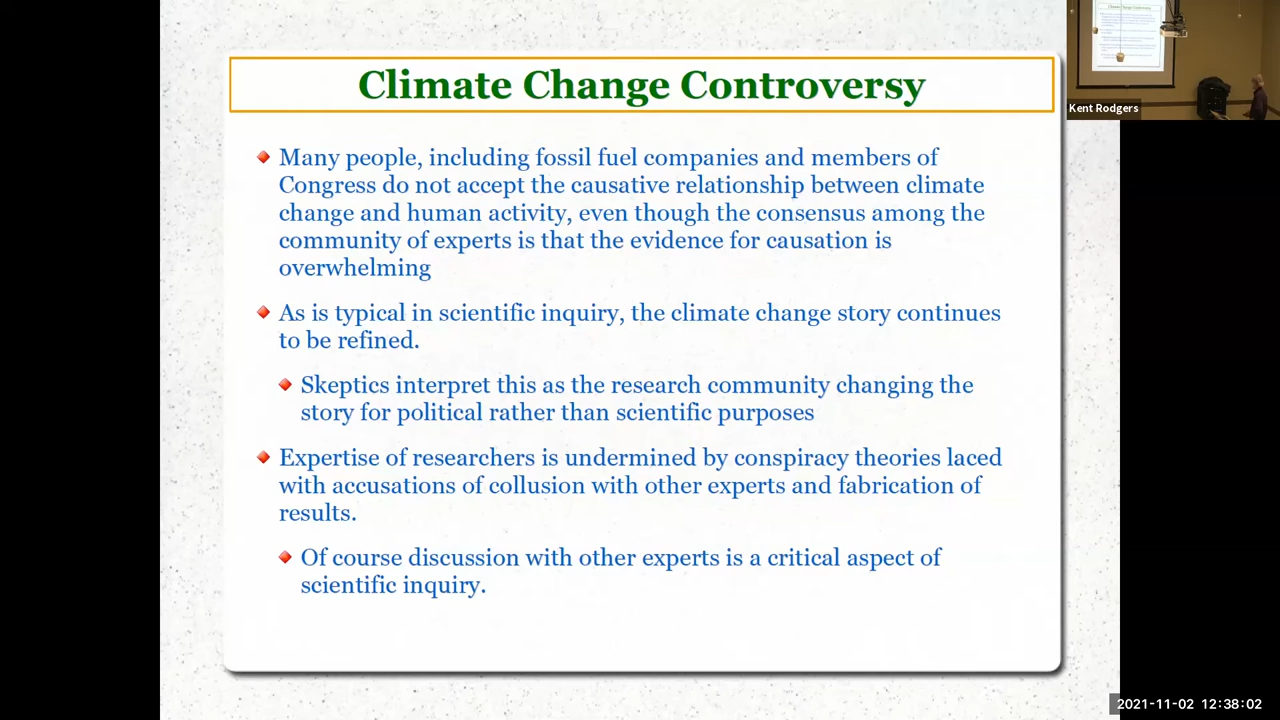 Climate Change Controversy
Kent Rodgers
Many people, including fossil fuel companies and members of
Congress do not accept the causative relationship between climate
change and human activity, even though the consensus among the
community of experts is that the evidence for causation is
overwhelming
As is typical in scientific inquiry, the climate change story continues
to be refined.
Skeptics interpret this as the research community changing the
story for political rather than scientific purposes
Expertise of researchers is undermined by conspiracy theories laced
with accusations of collusion with other experts and fabrication of
results.
Of course discussion with other experts is a critical aspect of
scientific inquiry.
2021-11-02 12:38:02